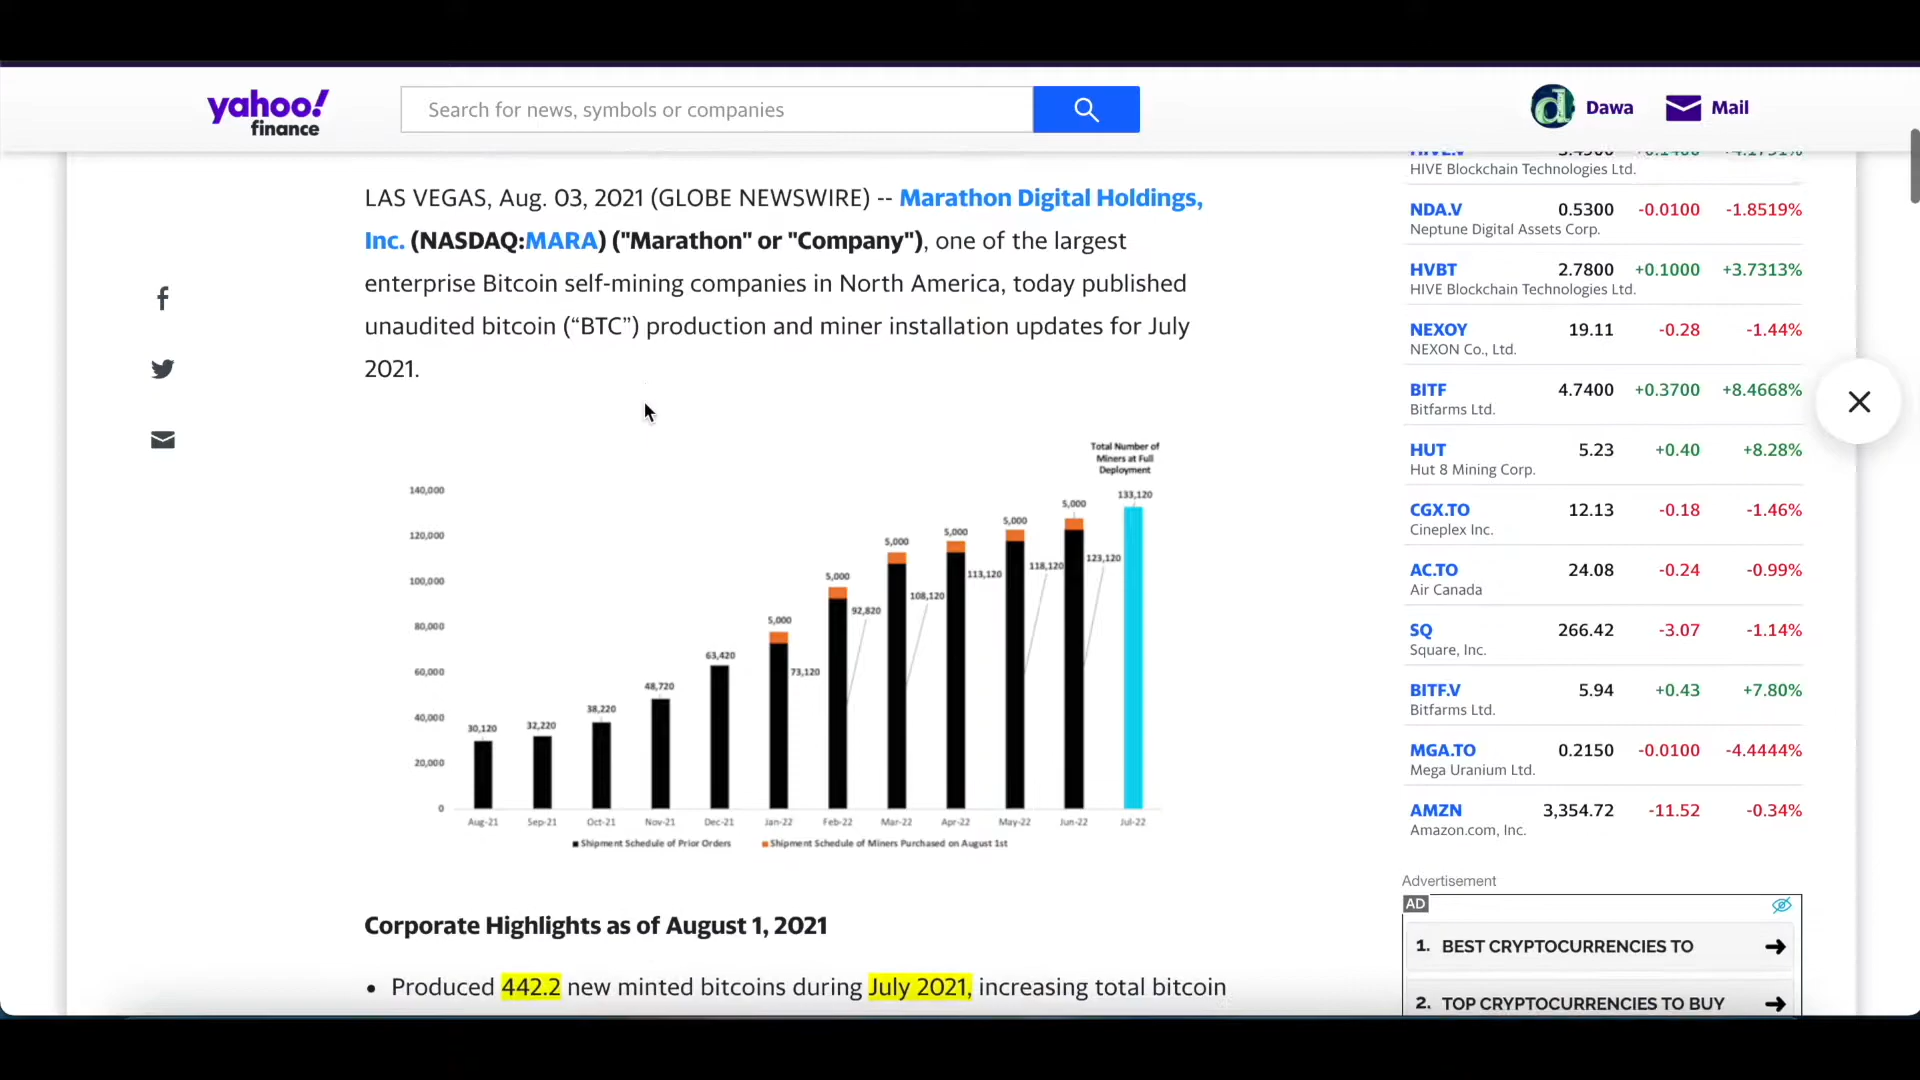 yahoo!
finance
Search for news, symbols or companies
Dawa
Mail
LAS VEGAS, Aug. 03, 2021 (GLOBE NEWSWIRE) -- Marathon Digital Holdings,
Inc. (NASDAQ:MARA) ("Marathon" or "Company"), one of the largest
enterprise Bitcoin self-mining companies in North America, today published
unaudited bitcoin (“BTC”) production and miner installation updates for July
2021.
Total Number of
Miners at Full
Deployment
140,000
120,000
100,000
80,000
60,000
40,000
20,000
0
30,120
32,220
38,220
48,720
63,420
5,000
73,120
5,000
92,820
5,000
108,120
5,000
113,120
5,000
118,120
5,000
123,120
133,120
Aug-21 Sep-21 Oct-21 Nov-21 Dec-21 Jan-22 Feb-22 Mar-22 Apr-22 May-22 Jun-22 Jul-22
Shipment Schedule of Prior Orders Shipment Schedule of Miners Purchased on August 1st
Corporate Highlights as of August 1, 2021
• Produced 442.2 new minted bitcoins during July 2021, increasing total bitcoin
HIVE Blockchain Technologies Ltd.
NDA.V 0.5300 -0.0100 -1.8519%
Neptune Digital Assets Corp.
HVBT 2.7800 +0.1000 +3.7313%
HIVE Blockchain Technologies Ltd.
NEXOY 19.11 -0.28 -1.44%
NEXON Co., Ltd.
BITF 4.7400 +0.3700 +8.4668%
Bitfarms Ltd.
HUT 5.23 +0.40 +8.28%
Hut 8 Mining Corp.
CGX.TO 12.13 -0.18 -1.46%
Cineplex Inc.
AC.TO 24.08 -0.24 -0.99%
Air Canada
SQ 266.42 -3.07 -1.14%
Square, Inc.
BITF.V 5.94 +0.43 +7.80%
Bitfarms Ltd.
MGA.TO 0.2150 -0.0100 -4.4444%
Mega Uranium Ltd.
AMZN 3,354.72 -11.52 -0.34%
Amazon.com, Inc.
Advertisement
AD
1. BEST CRYPTOCURRENCIES TO
2. TOP CRYPTOCURRENCIES TO BUY